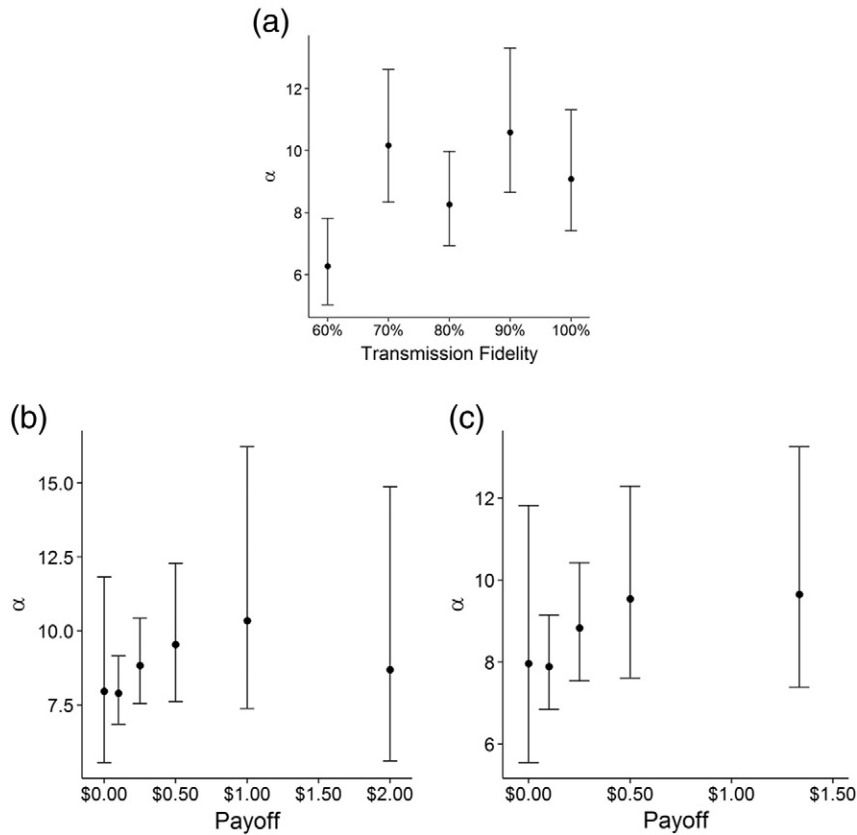 (a)
12
10
8
6
α
60% 70% 80% 90% 100%
Transmission Fidelity
(b)
15.0
12.5
10.0
7.5
α
$0.00 $0.50 $1.00 $1.50 $2.00
Payoff
(c)
12
10
8
6
α
$0.00 $0.50 $1.00 $1.50
Payoff